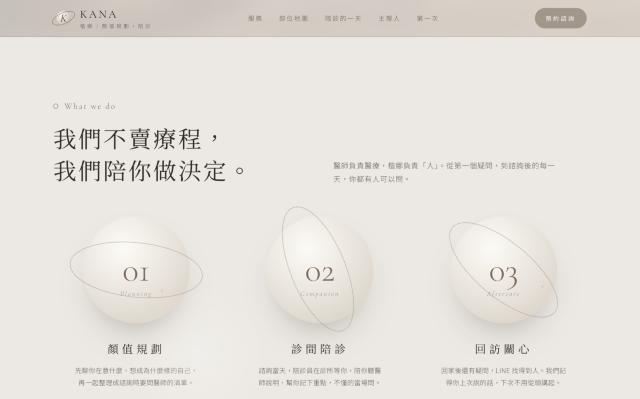 K
KANA
楹鄉｜顏值規劃・陪診
服務 部位地圖 陪診的一天 主理人 第一次
預約諮詢
What we do
我們不賣療程，
我們陪你做決定。
醫師負責醫療，楹鄉負責「人」。從第一個疑問，到諮詢後的每一
天，你都有人可以問。
01
Planning
02
Companion
03
Aftercare
顏值規劃
診間陪診
回訪關心
先聊你在意什麼、想成為什麼樣的自己，
再一起整理成諮詢時要問醫師的清單。
諮詢當天，陪診員在診所等你，陪你聽醫
師說明，幫你記下重點，不懂的當場問。
回家後還有疑問，LINE 找得到人。我們記
得你上次說的話，下次不用從頭講起。